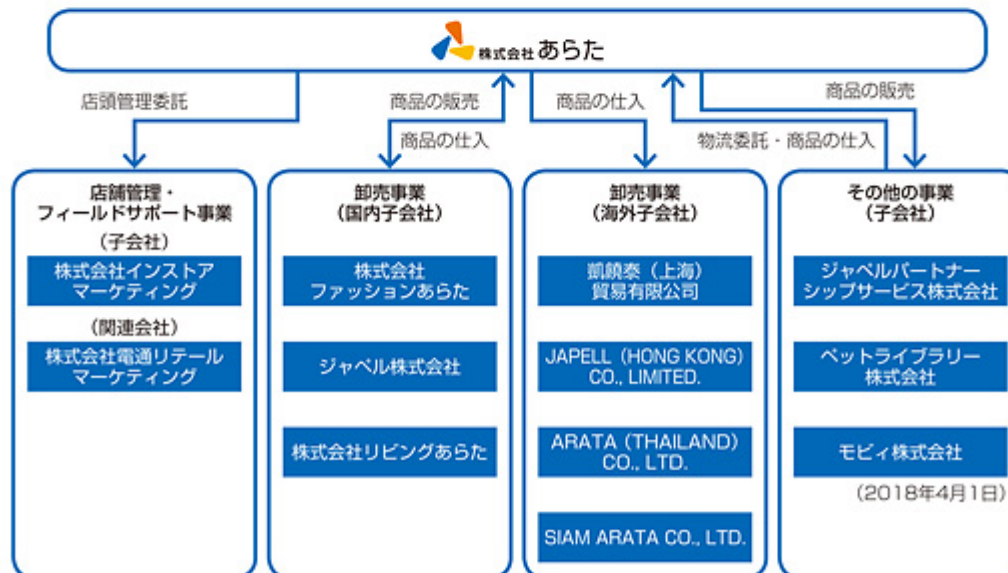 株式会社 あらた
店頭管理委託
商品の販売
商品の仕入
商品の仕入
物流委託・商品の仕入
商品の販売
店舗管理・
フィールドサポート事業
(子会社)
株式会社インストア
マーケティング
(関連会社)
株式会社電通リテール
マーケティング
卸売事業
(国内子会社)
株式会社
ファッションあらた
ジャペル株式会社
株式会社リビングあらた
卸売事業
(海外子会社)
凱饒泰(上海)
貿易有限公司
JAPELL (HONG KONG)
CO., LIMITED.
ARATA (THAILAND)
CO., LTD.
SIAM ARATA CO., LTD.
その他の事業
(子会社)
ジャペルパートナー
シップサービス株式会社
ペットライブラリー
株式会社
モビィ株式会社
(2018年4月1日)